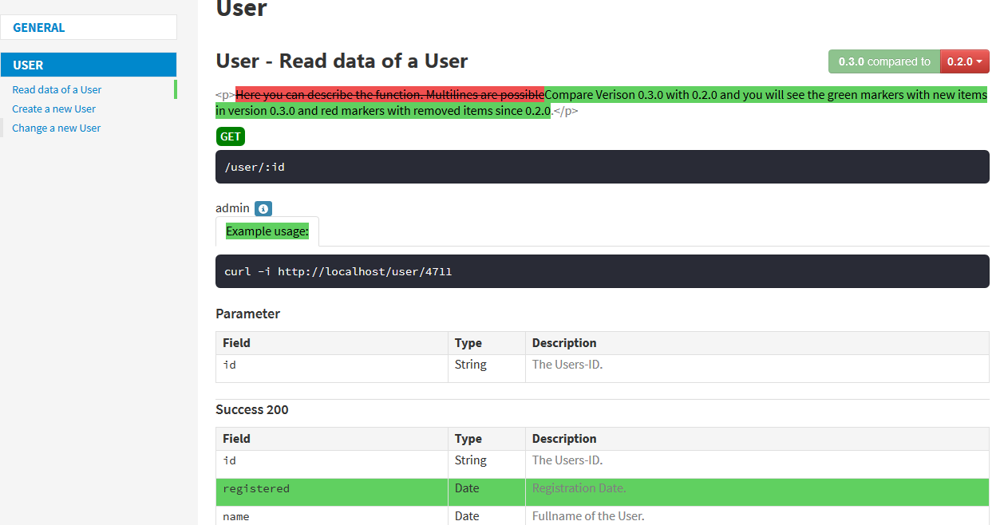 User
GENERAL
USER
Read data of a User
Create a new User
Change a new User
User - Read data of a User
0.3.0 compared to 0.2.0
<p>Here you can describe the function. Multilines are possibleCompare Verison 0.3.0 with 0.2.0 and you will see the green markers with new items
in version 0.3.0 and red markers with removed items since 0.2.0.</p>
GET
/user/:id
admin
Example usage:
curl -i http://localhost/user/4711
Parameter
Field Type Description
id String The Users-ID.
Success 200
Field Type Description
id String The Users-ID.
registered Date Registration Date.
name Date Fullname of the User.